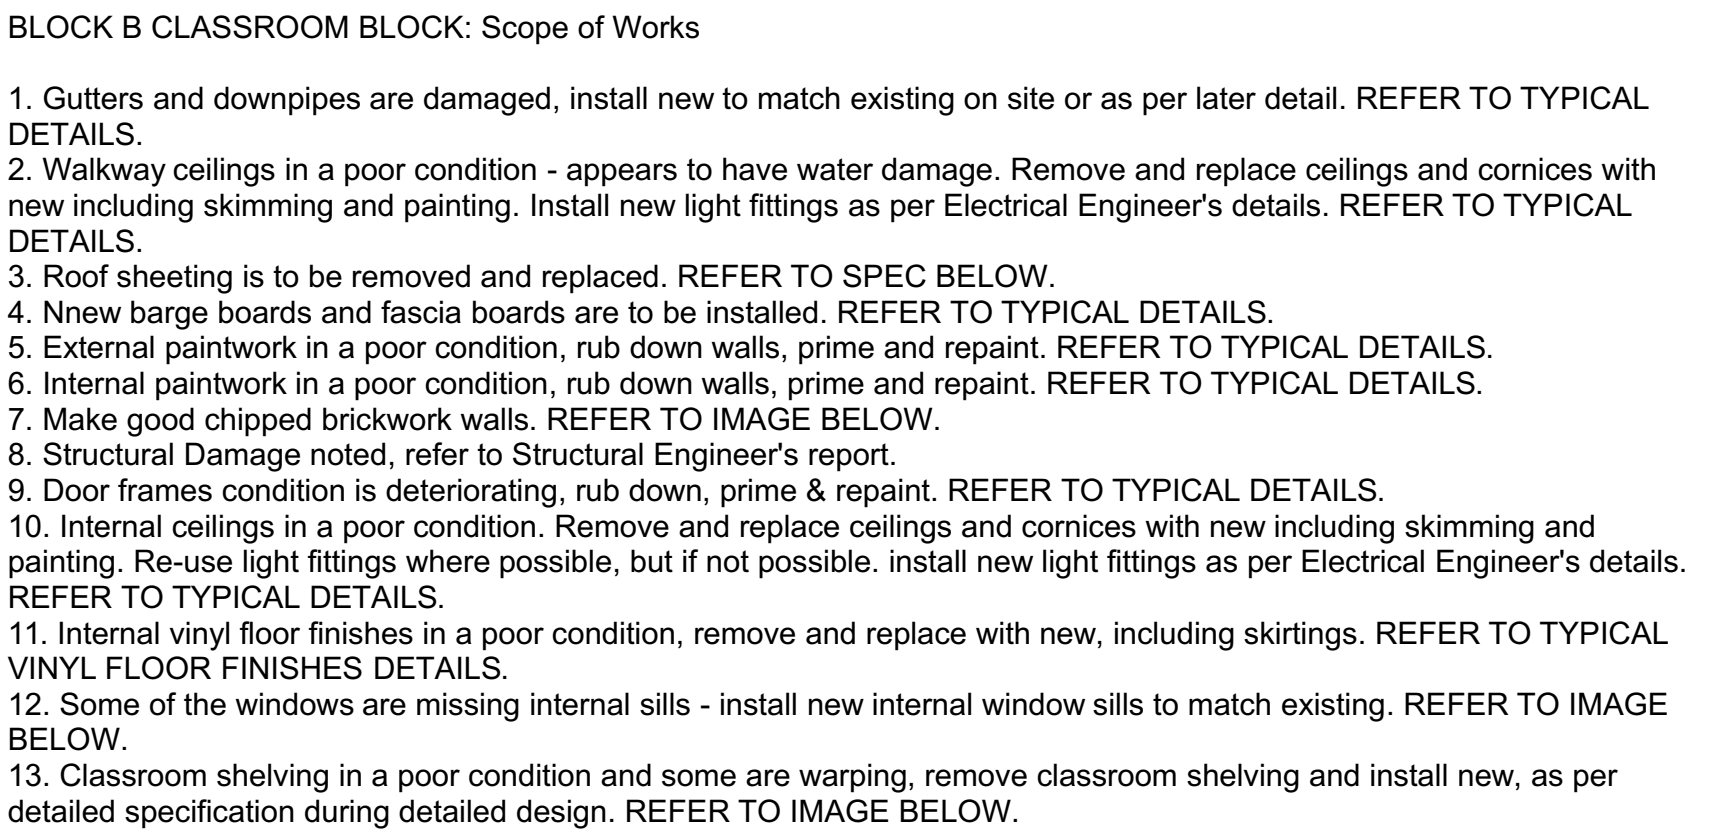 BLOCK B CLASSROOM BLOCK: Scope of Works
1. Gutters and downpipes are damaged, install new to match existing on site or as per later detail. REFER TO TYPICAL
DETAILS.
2. Walkway ceilings in a poor condition - appears to have water damage. Remove and replace ceilings and cornices with
new including skimming and painting. Install new light fittings as per Electrical Engineer's details. REFER TO TYPICAL
DETAILS.
3. Roof sheeting is to be removed and replaced. REFER TO SPEC BELOW.
4. Nnew barge boards and fascia boards are to be installed. REFER TO TYPICAL DETAILS.
5. External paintwork in a poor condition, rub down walls, prime and repaint. REFER TO TYPICAL DETAILS.
6. Internal paintwork in a poor condition, rub down walls, prime and repaint. REFER TO TYPICAL DETAILS.
7. Make good chipped brickwork walls. REFER TO IMAGE BELOW.
8. Structural Damage noted, refer to Structural Engineer's report.
9. Door frames condition is deteriorating, rub down, prime & repaint. REFER TO TYPICAL DETAILS.
10. Internal ceilings in a poor condition. Remove and replace ceilings and cornices with new including skimming and
painting. Re-use light fittings where possible, but if not possible. install new light fittings as per Electrical Engineer's details.
REFER TO TYPICAL DETAILS.
11. Internal vinyl floor finishes in a poor condition, remove and replace with new, including skirtings. REFER TO TYPICAL
VINYL FLOOR FINISHES DETAILS.
12. Some of the windows are missing internal sills - install new internal window sills to match existing. REFER TO IMAGE
BELOW.
13. Classroom shelving in a poor condition and some are warping, remove classroom shelving and install new, as per
detailed specification during detailed design. REFER TO IMAGE BELOW.